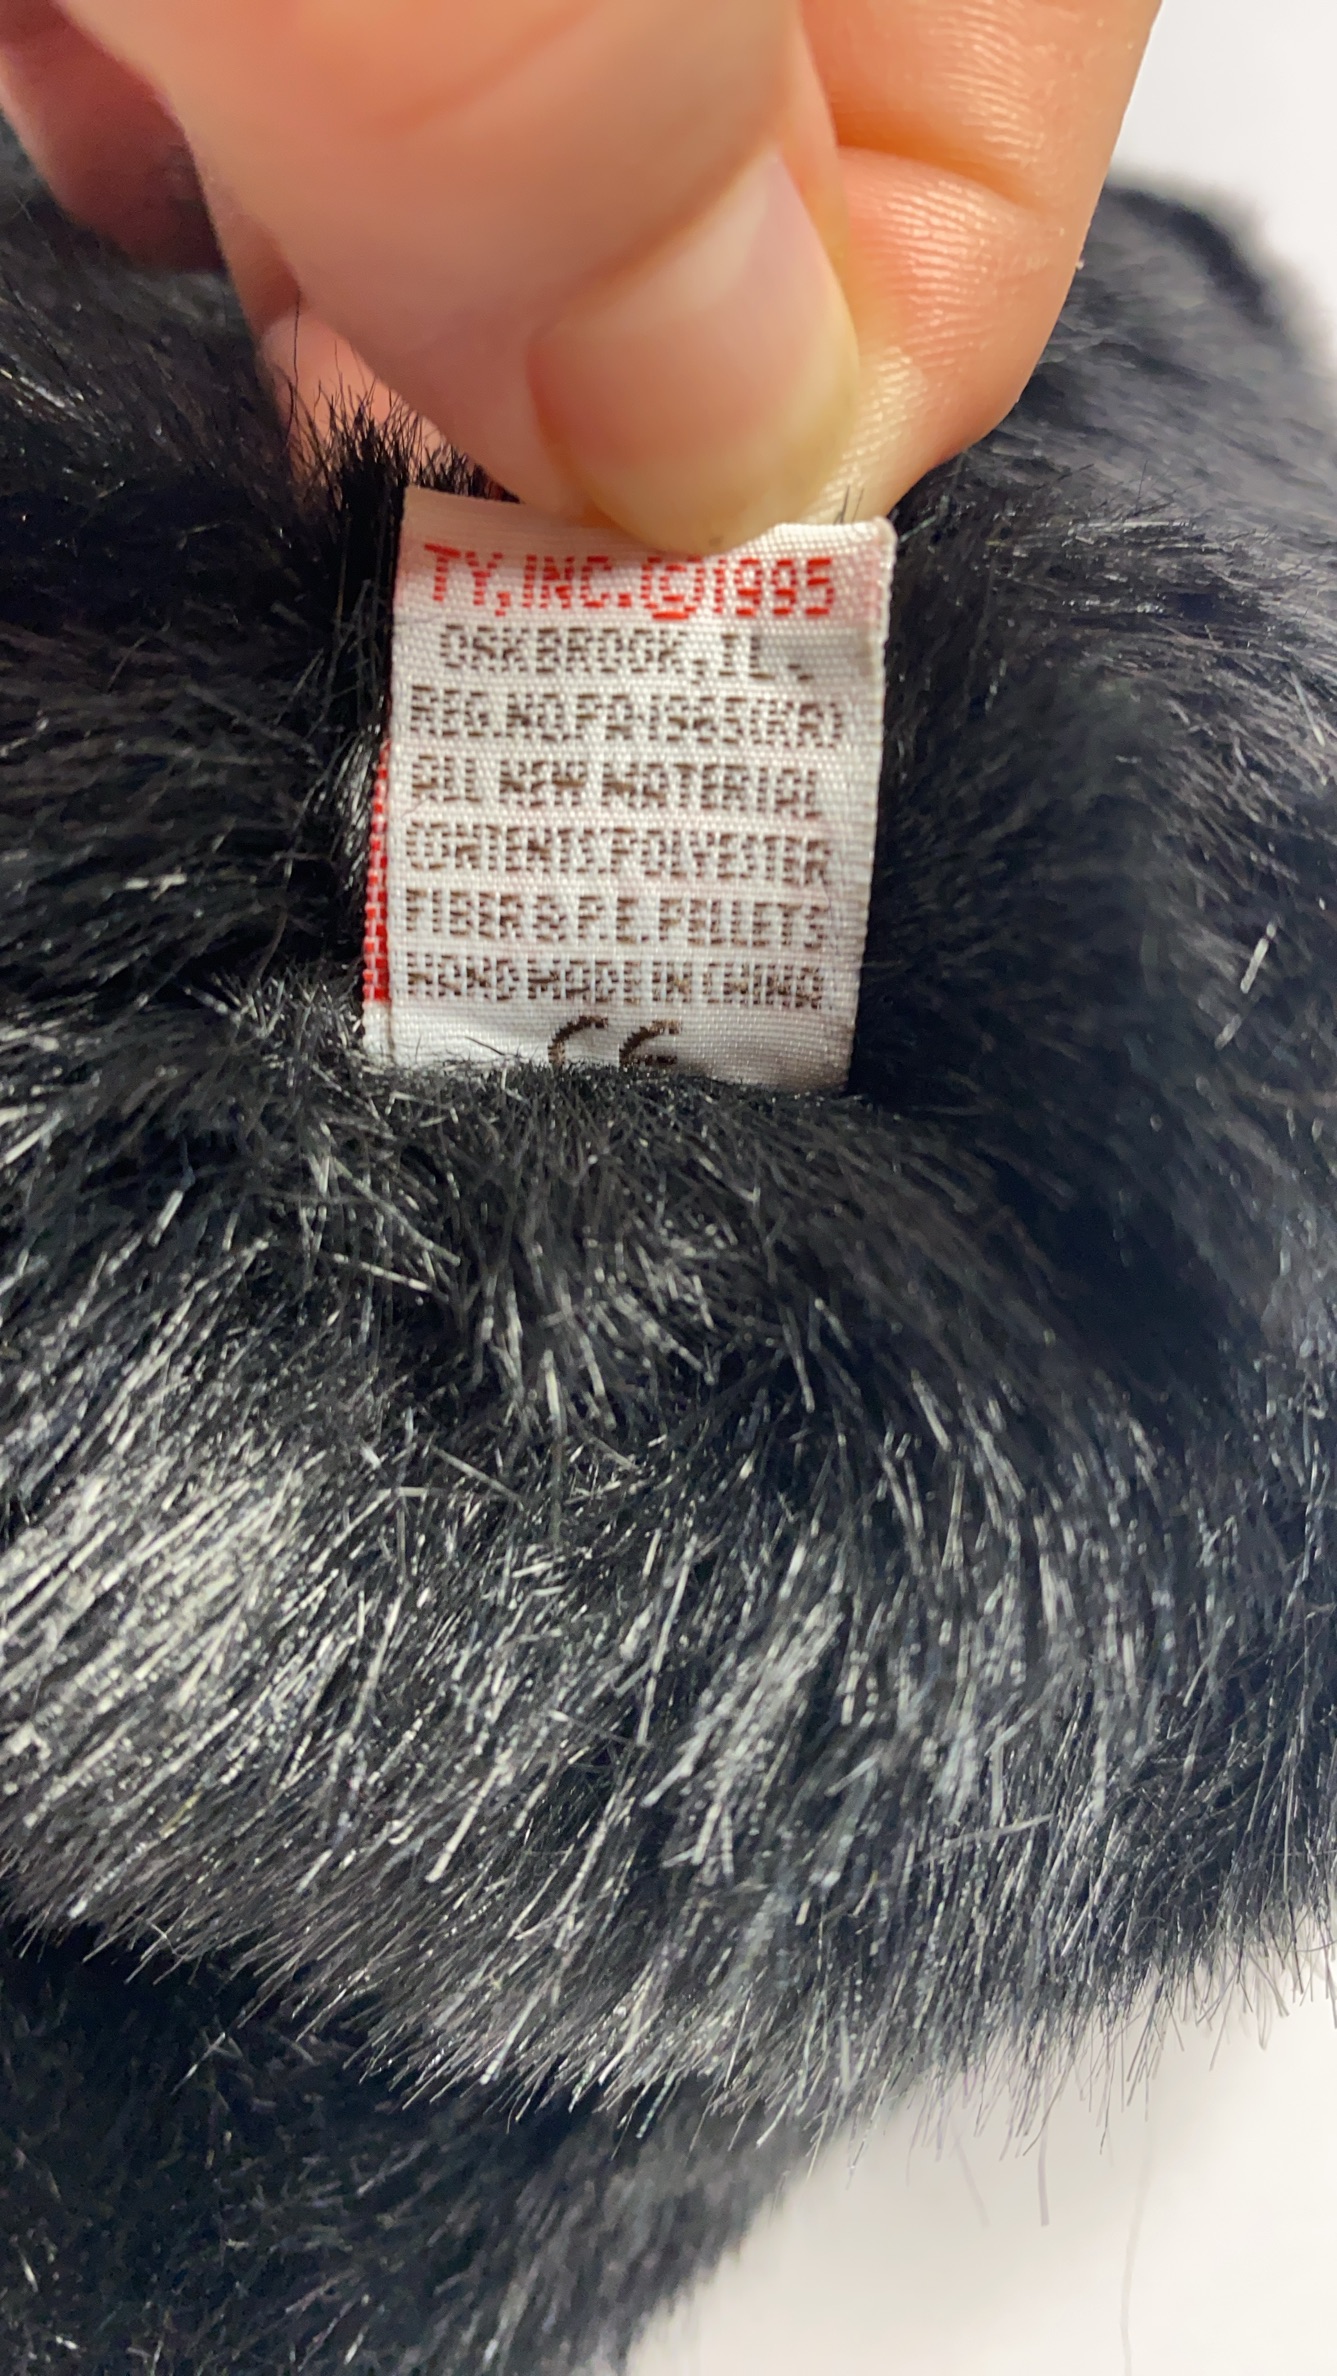 TY,INC.©1995
OAKBROOK,IL.
REG.NO.PA-1965(RR)
ALL NEW MATERIAL
CONTENTS:POLYESTER
FIBER & P.E.PELLETS
HAND MADE IN CHINA
CE